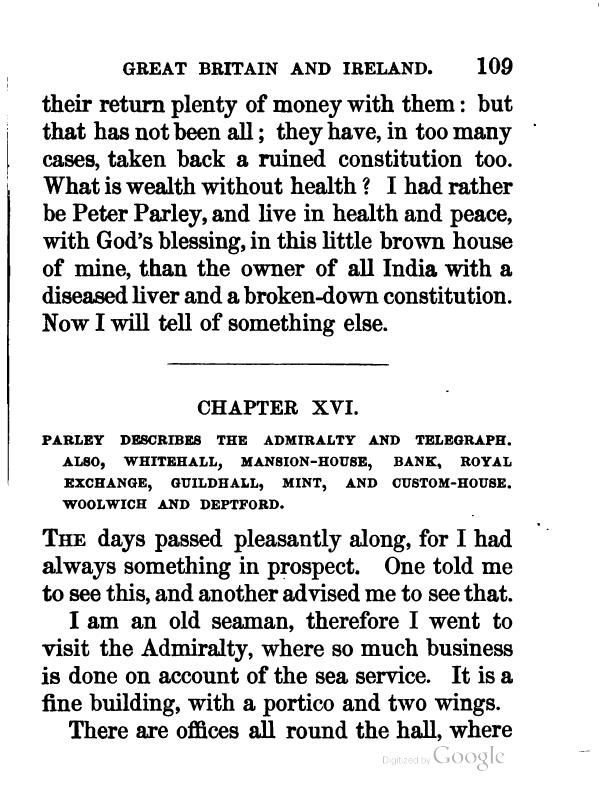 GREAT BRITAIN AND IRELAND. 109
their return plenty of money with them : but
that has not been all ; they have, in too many
cases, taken back a ruined constitution too.
What is wealth without health ? I had rather
be Peter Parley, and live in health and peace,
with God's blessing, in this little brown house
of mine, than the owner of all India with a
diseased liver and a broken-down constitution.
Now I will tell of something else.
CHAPTER XVI.
PARLEY DESCRIBES THE ADMIRALTY AND TELEGRAPH.
ALSO, WHITEHALL, MANSION-HOUSE, BANK, ROYAL
EXCHANGE, GUILDHALL, MINT, AND CUSTOM-HOUSE.
WOOLWICH AND DEPTFORD.
THE days passed pleasantly along, for I had
always something in prospect. One told me
to see this, and another advised me to see that.
I am an old seaman, therefore I went to
visit the Admiralty, where so much business
is done on account of the sea service. It is a
fine building, with a portico and two wings.
There are offices all round the hall, where
Digitized by Google